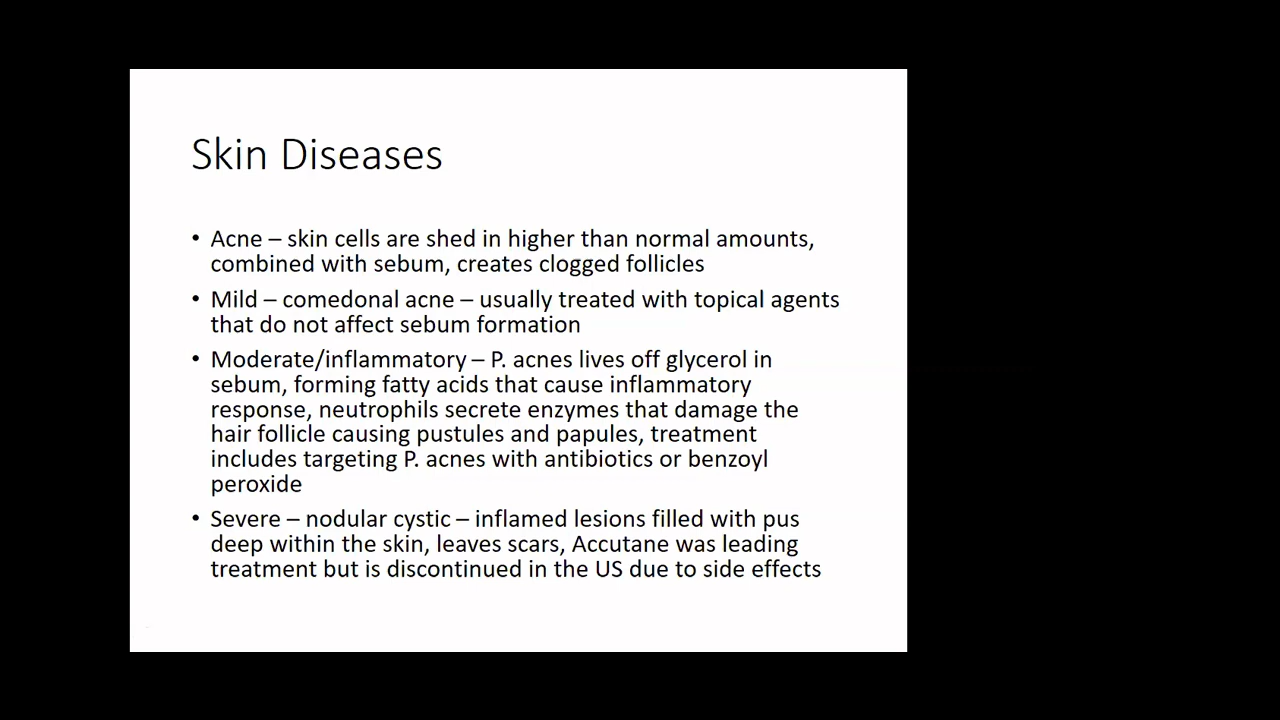 Skin Diseases
• Acne – skin cells are shed in higher than normal amounts,
combined with sebum, creates clogged follicles
• Mild – comedonal acne – usually treated with topical agents
that do not affect sebum formation
• Moderate/inflammatory – P. acnes lives off glycerol in
sebum, forming fatty acids that cause inflammatory
response, neutrophils secrete enzymes that damage the
hair follicle causing pustules and papules, treatment
includes targeting P. acnes with antibiotics or benzoyl
peroxide
• Severe – nodular cystic – inflamed lesions filled with pus
deep within the skin, leaves scars, Accutane was leading
treatment but is discontinued in the US due to side effects